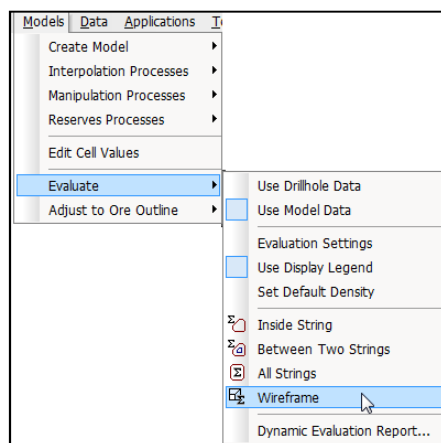 Models Data Applications
Create Model
Interpolation Processes
Manipulation Processes
Reserves Processes
Edit Cell Values
Evaluate
Adjust to Ore Outline
Use Drillhole Data
Use Model Data
Evaluation Settings
Use Display Legend
Set Default Density
Inside String
Between Two Strings
All Strings
Wireframe
Dynamic Evaluation Report...